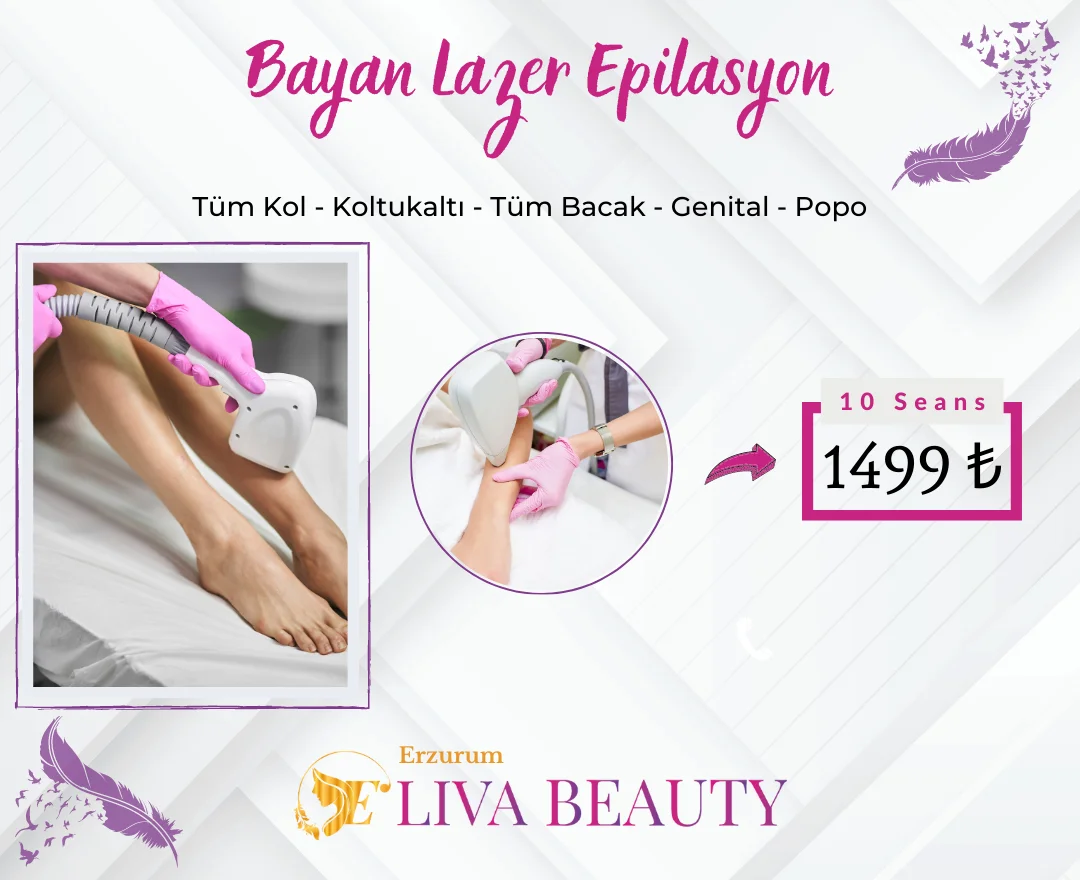 Bayan Lazer Epilasyon
Tüm Kol - Koltukaltı - Tüm Bacak - Genital - Popo
10 Seans
1499 ₺
Erzurum
E LIVA BEAUTY